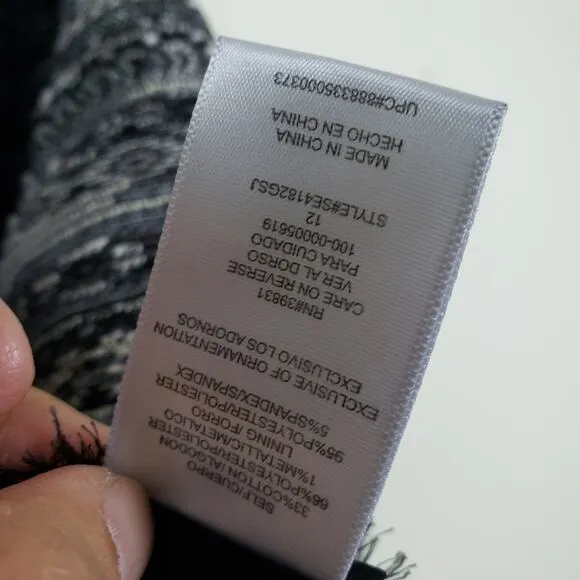 SELF/CUERPO
33%COTTON/ALGODON
66%POLYESTER/POLIESTER
1%METALLIC/METALICO
LINING/FORRO
95%POLYESTER/POLIESTER
5%SPANDEX/SPANDEX
EXCLUSIVE OF ORNAMENTATION
EXCLUSIVO LOS ADORNOS
RN#39831
CARE ON REVERSE
VER AL DORSO
PARA CUIDADO
100-00005619
12
STYLE#SE4182GSJ
MADE IN CHINA
HECHO EN CHINA
UPC#888335000373